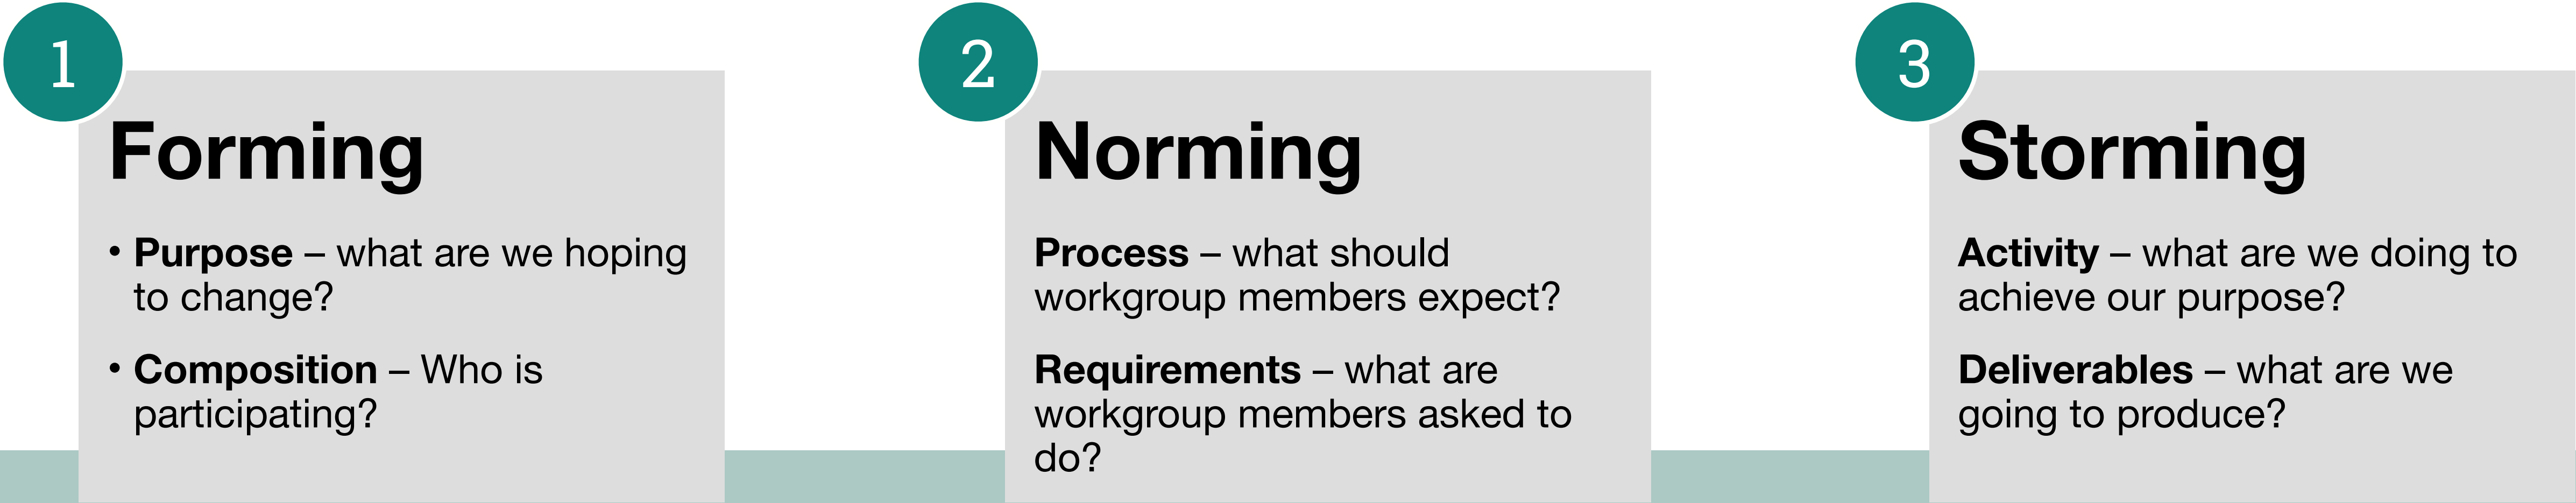 1
Forming
• Purpose – what are we hoping
to change?
• Composition – Who is
participating?
2
Norming
Process – what should
workgroup members expect?
Requirements – what are
workgroup members asked to
do?
3
Storming
Activity – what are we doing to
achieve our purpose?
Deliverables – what are we
going to produce?